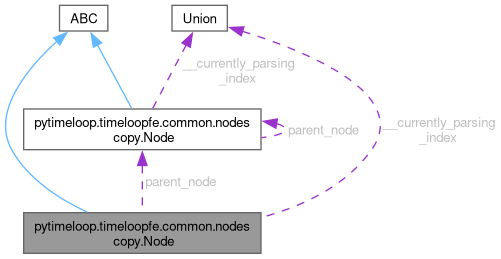 ABC
Union
__currently_parsing
_index
pytimeloop.timeloopfe.common.nodes
copy.Node
parent_node
__currently_parsing
_index
parent_node
pytimeloop.timeloopfe.common.nodes
copy.Node